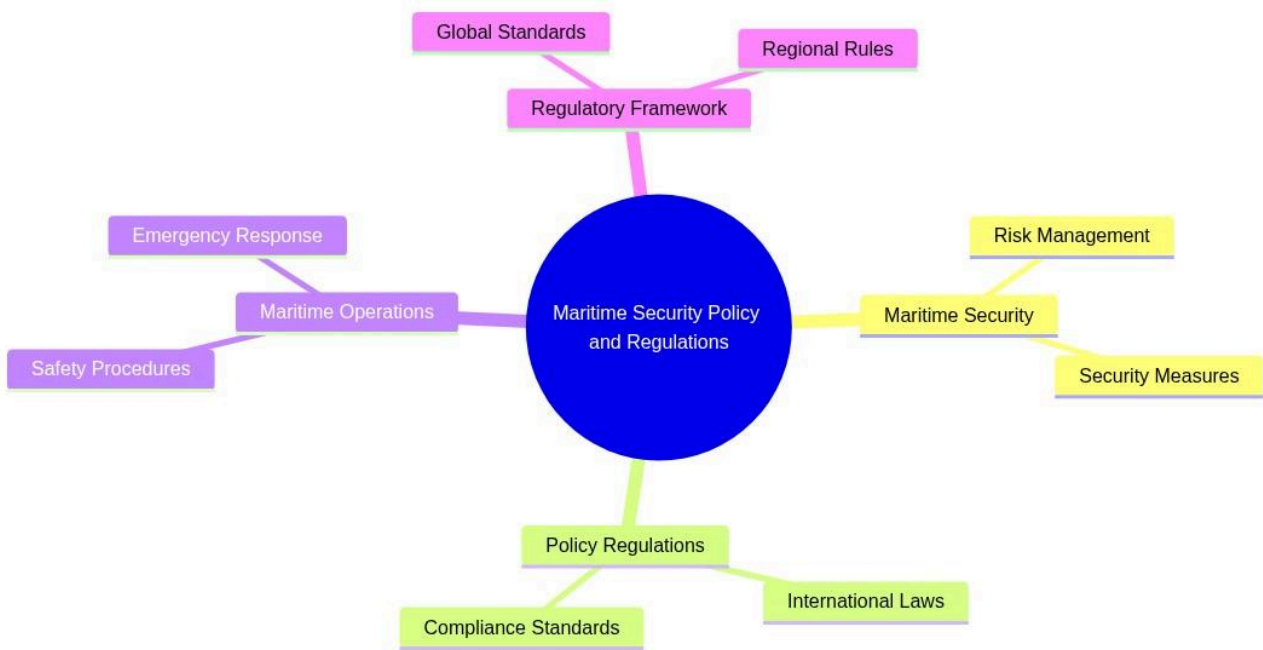 Global Standards
Regional Rules
Regulatory Framework
Emergency Response
Risk Management
Maritime Operations
Maritime Security Policy
and Regulations
Maritime Security
Safety Procedures
Security Measures
Policy Regulations
International Laws
Compliance Standards